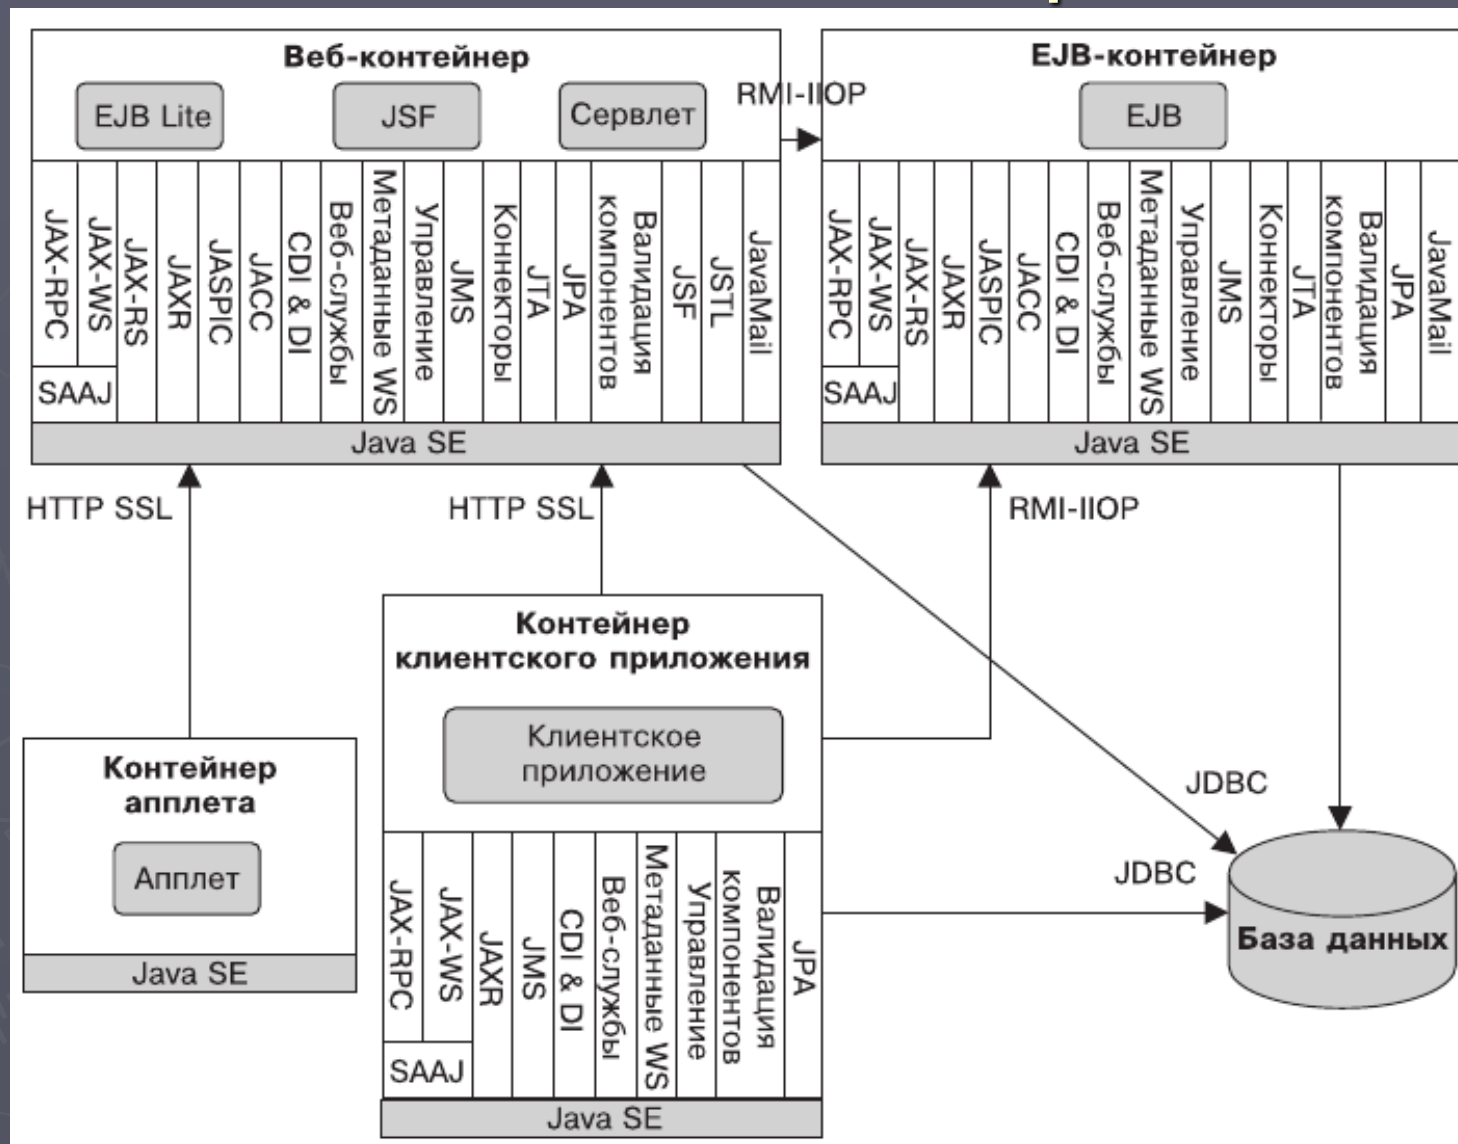 Веб-контейнер
EJB Lite
JSF
Сервлет
JAX-RPC
JAX-WS
SAAJ
JAX-RS
JAXR
JASPIC
JACC
CDI & DI
Веб-службы
Метаданные WS
Управление
JMS
Коннекторы
JTA
JPA
Валидация
компонентов
JSF
JSTL
JavaMail
Java SE
RMI-IIOP
EJB-контейнер
EJB
JAX-RPC
JAX-WS
SAAJ
JAX-RS
JAXR
JASPIC
JACC
CDI & DI
Веб-службы
Метаданные WS
Управление
JMS
Коннекторы
JTA
Валидация
компонентов
JPA
JavaMail
Java SE
HTTP SSL
HTTP SSL
RMI-IIOP
Контейнер
клиентского приложения
Клиентское
приложение
JAX-RPC
JAX-WS
SAAJ
JAXR
JMS
CDI & DI
Веб-службы
Метаданные WS
Управление
Валидация
компонентов
JPA
Java SE
Контейнер
апплета
Апплет
Java SE
JDBC
JDBC
База данных